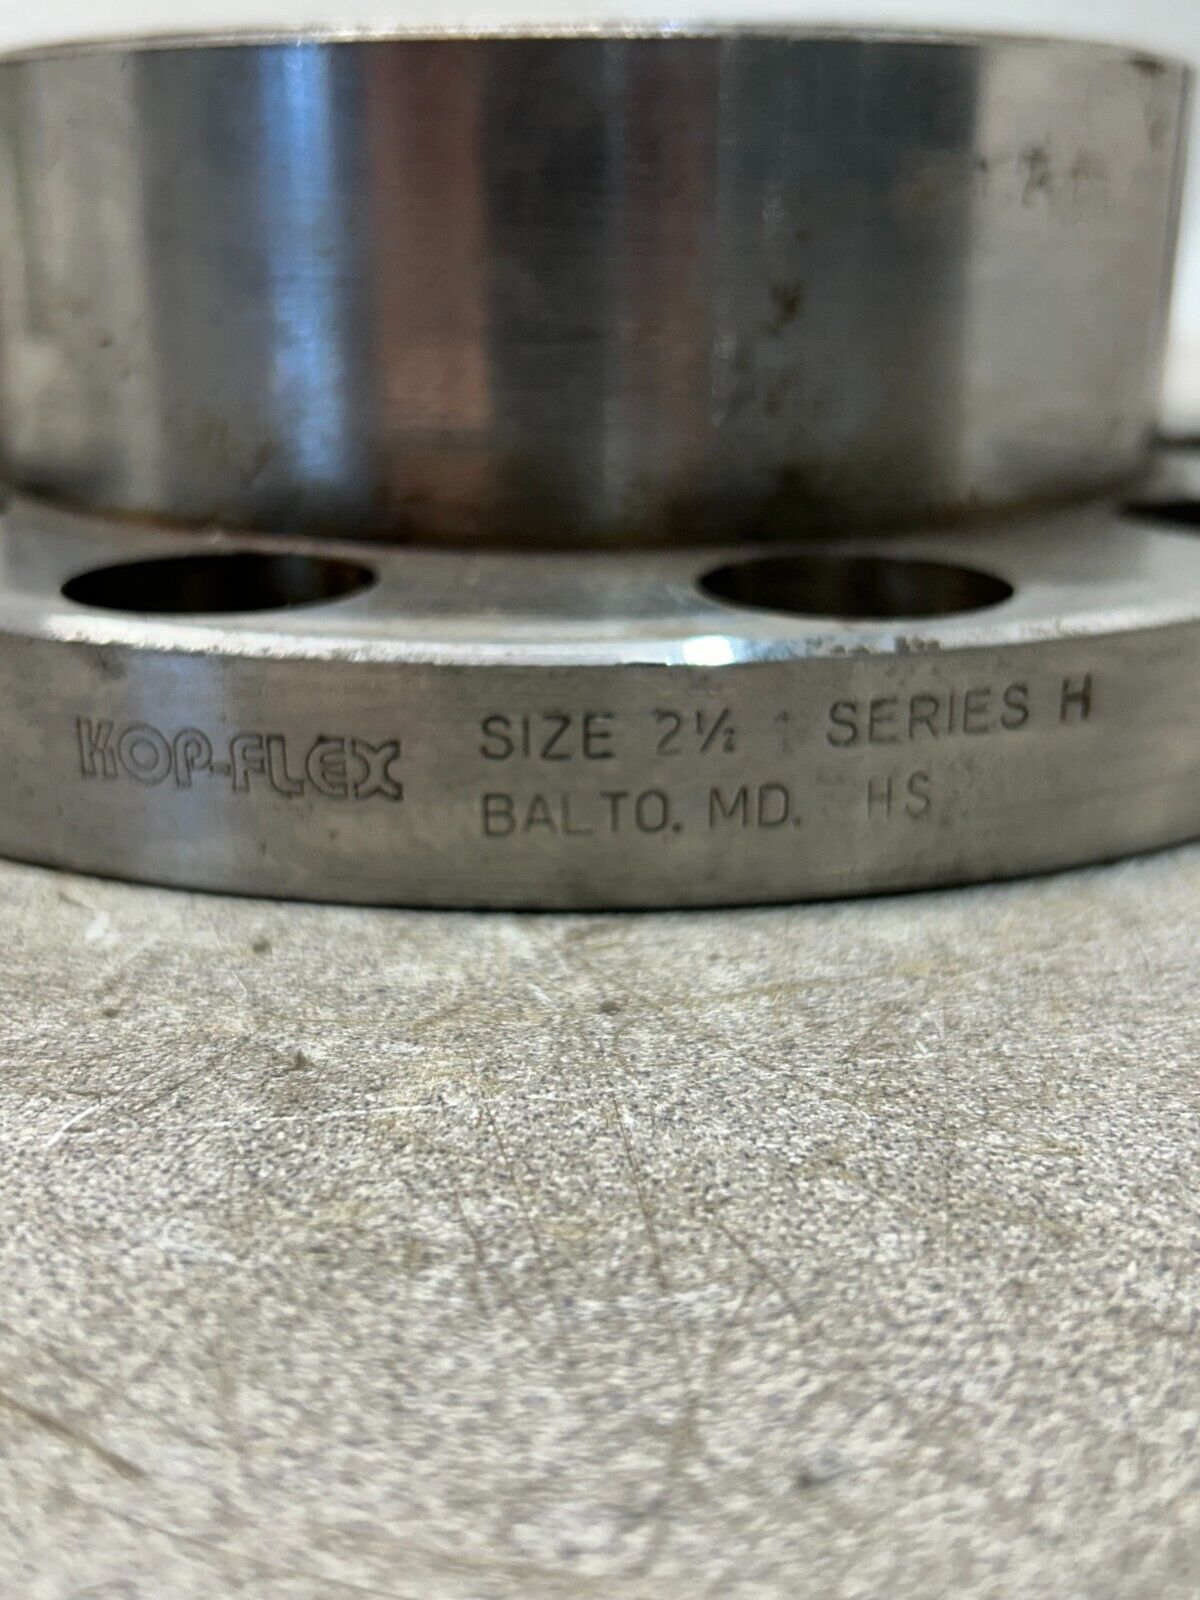 KOP-FLEX SIZE 2½ SERIES H
BALTO. MD. HS